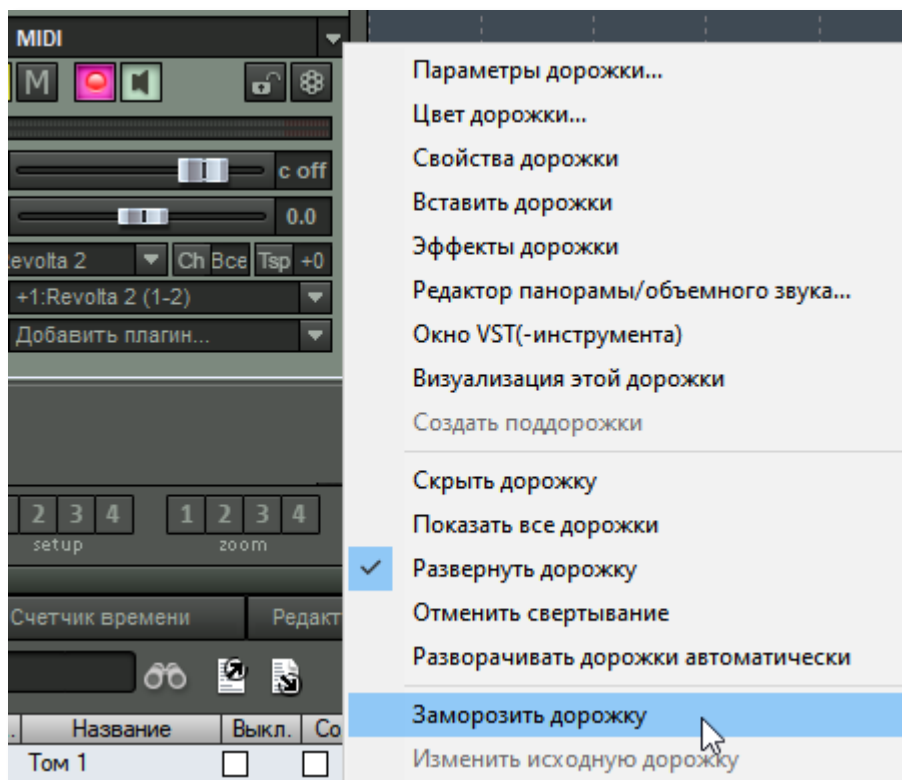 MIDI
M
c off
0.0
evolta 2 Ch Все Tsp +0
+1:Revolta 2 (1-2)
Добавить плагин...
2 3 4 1 2 3 4
setup zoom
Счетчик времени Редакт
. Название Выкл. Со
Том 1
Параметры дорожки...
Цвет дорожки...
Свойства дорожки
Вставить дорожки
Эффекты дорожки
Редактор панорамы/объемного звука...
Окно VST(-инструмента)
Визуализация этой дорожки
Создать поддорожки
Скрыть дорожку
Показать все дорожки
Развернуть дорожку
Отменить свертывание
Разворачивать дорожки автоматически
Заморозить дорожку
Изменить исходную дорожку